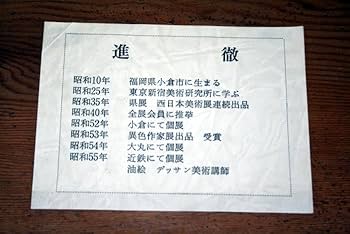 進 徹
昭和10年 福岡県小倉市に生まる
昭和25年 東京新宿美術研究所に学ぶ
昭和35年 県展 西日本美術展連続出品
昭和40年 全展会員に推挙
昭和52年 小倉にて個展
昭和53年 異色作家展出品 受賞
昭和54年 大丸にて個展
昭和55年 近鉄にて個展
油絵 デッサン美術講師